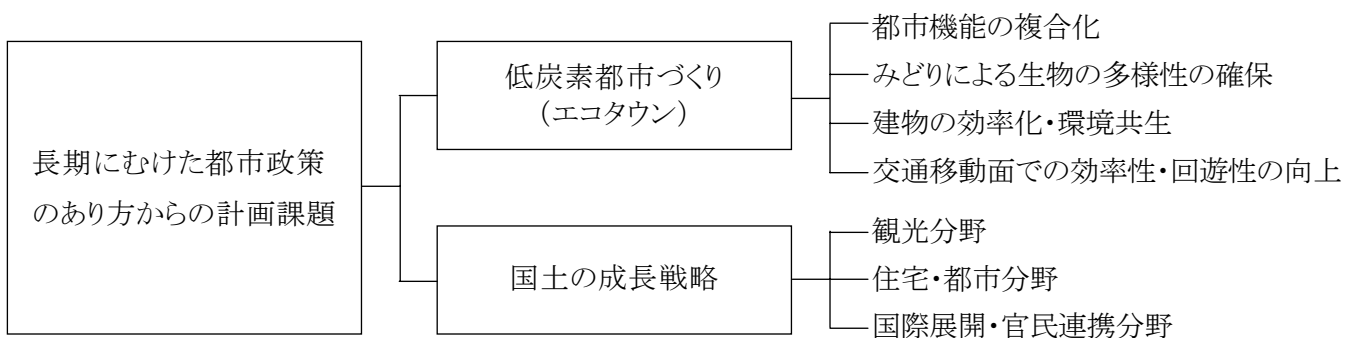 長期にむけた都市政策
のあり方からの計画課題
低炭素都市づくり
(エコタウン)
都市機能の複合化
みどりによる生物の多様性の確保
建物の効率化・環境共生
交通移動面での効率性・回遊性の向上
国土の成長戦略
観光分野
住宅・都市分野
国際展開・官民連携分野